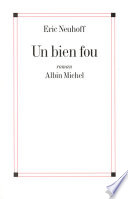 Eric Neuhoff
Un bien fou
roman
Albin Michel